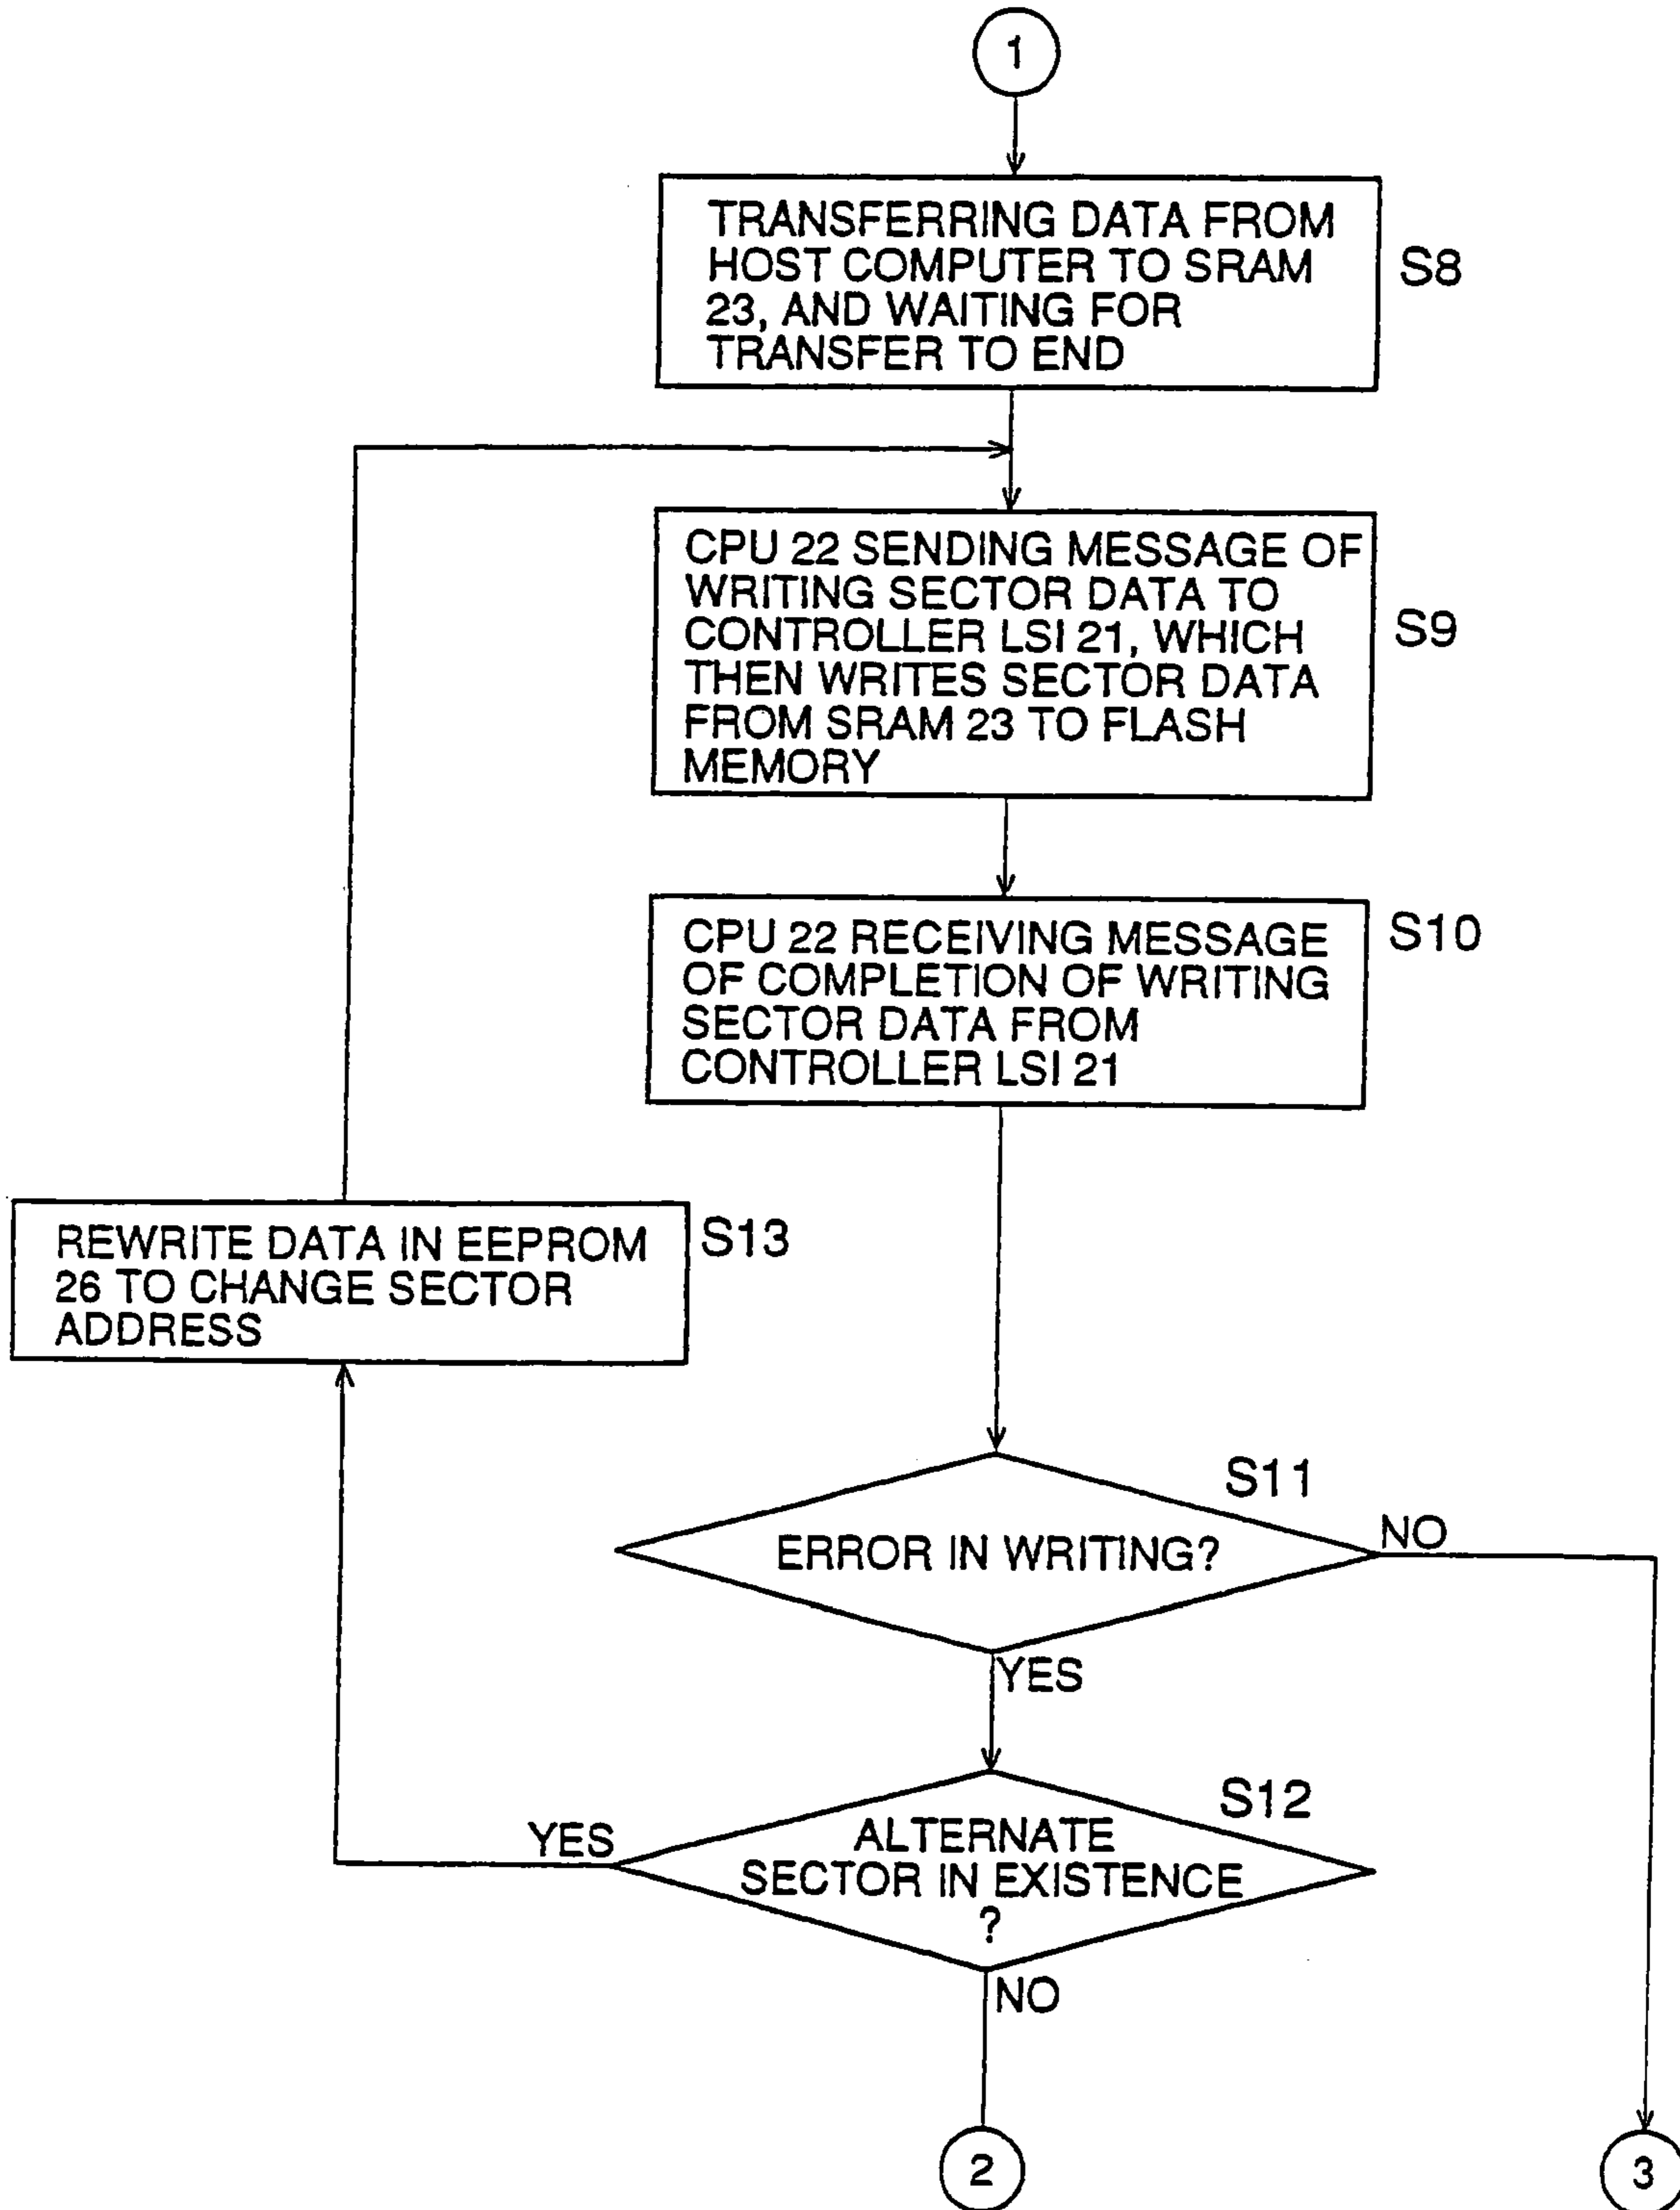 1
TRANSFERRING DATA FROM
HOST COMPUTER TO SRAM
23, AND WAITING FOR
TRANSFER TO END
S8
CPU 22 SENDING MESSAGE OF
WRITING SECTOR DATA TO
CONTROLLER LSI 21, WHICH
THEN WRITES SECTOR DATA
FROM SRAM 23 TO FLASH
MEMORY
S9
CPU 22 RECEIVING MESSAGE
OF COMPLETION OF WRITING
SECTOR DATA FROM
CONTROLLER LSI 21
S10
REWRITE DATA IN EEPROM
26 TO CHANGE SECTOR
ADDRESS
S13
S11
ERROR IN WRITING?
NO
YES
S12
YES
ALTERNATE
SECTOR IN EXISTENCE
?
NO
2
3